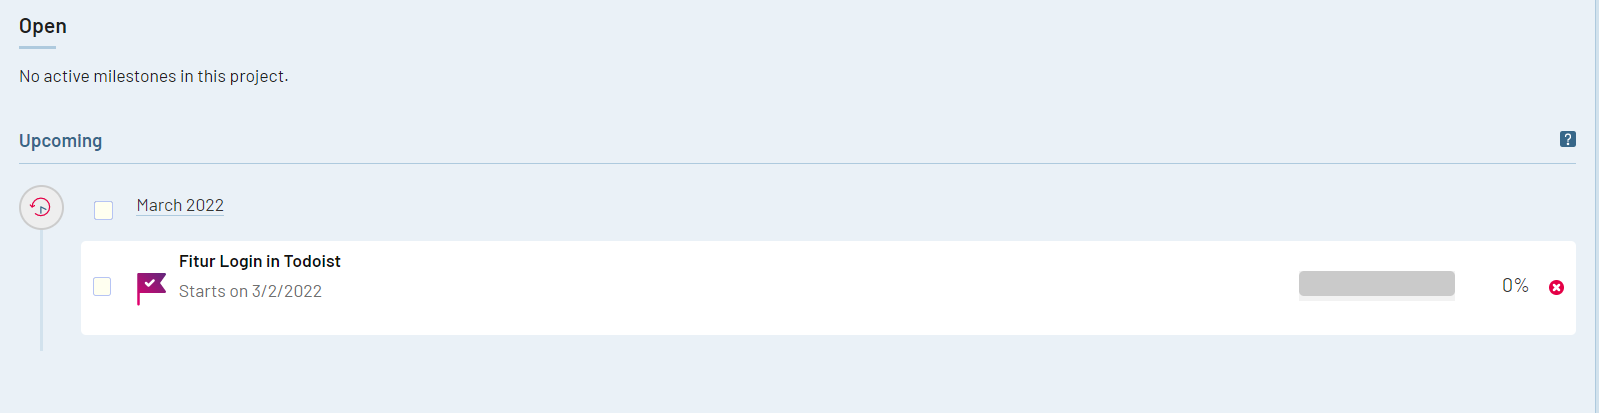 Open
No active milestones in this project.
Upcoming
?
March 2022
Fitur Login in Todoist
Starts on 3/2/2022
0%